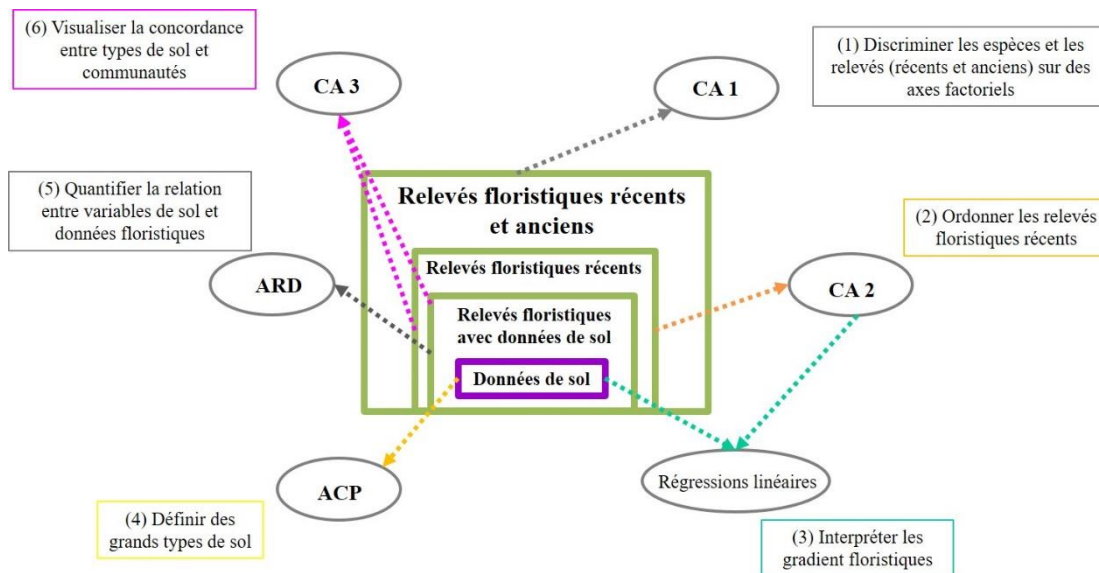 (6) Visualiser la concordance
entre types de sol et
communautés
CA 3
CA 1
(1) Discriminer les espèces et les
relevés (récents et anciens) sur des
axes factoriels
(5) Quantifier la relation
entre variables de sol et
données floristiques
Relevés floristiques récents
et anciens
(2) Ordonner les relevés
floristiques récents
Relevés floristiques récents
ARD
CA 2
Relevés floristiques
avec données de sol
Données de sol
ACP
Régressions linéaires
(4) Définir des
grands types de sol
(3) Interpréter les
gradient floristiques